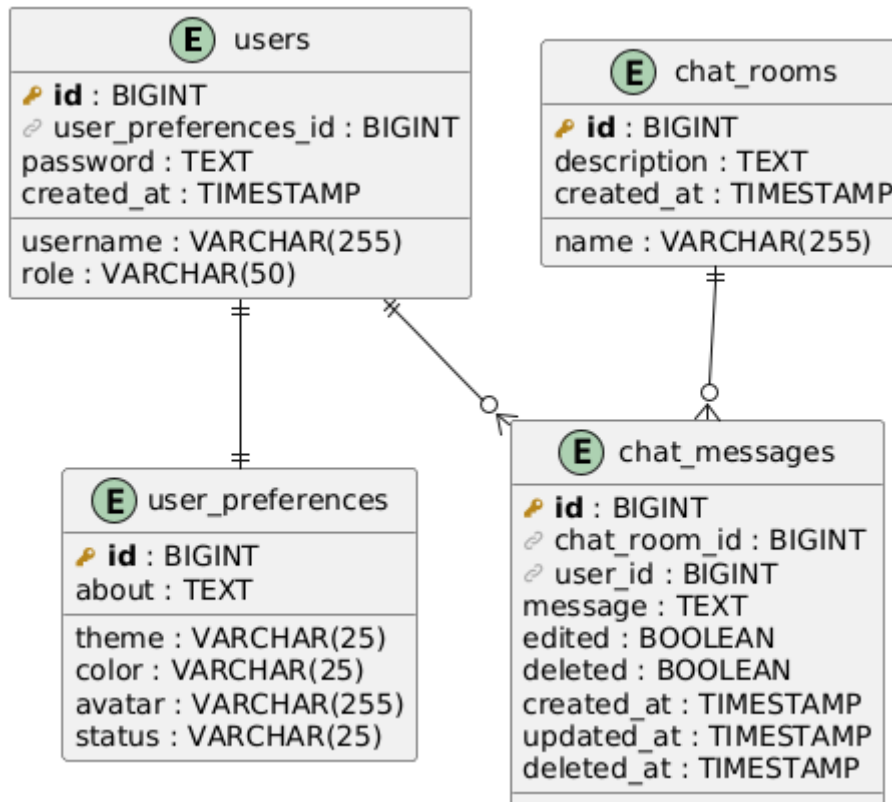 E users
id : BIGINT
user_preferences_id : BIGINT
password : TEXT
created_at : TIMESTAMP
username : VARCHAR(255)
role : VARCHAR(50)
E chat_rooms
id : BIGINT
description : TEXT
created_at : TIMESTAMP
name : VARCHAR(255)
E user_preferences
id : BIGINT
about : TEXT
theme : VARCHAR(25)
color : VARCHAR(25)
avatar : VARCHAR(255)
status : VARCHAR(25)
E chat_messages
id : BIGINT
chat_room_id : BIGINT
user_id : BIGINT
message : TEXT
edited : BOOLEAN
deleted : BOOLEAN
created_at : TIMESTAMP
updated_at : TIMESTAMP
deleted_at : TIMESTAMP